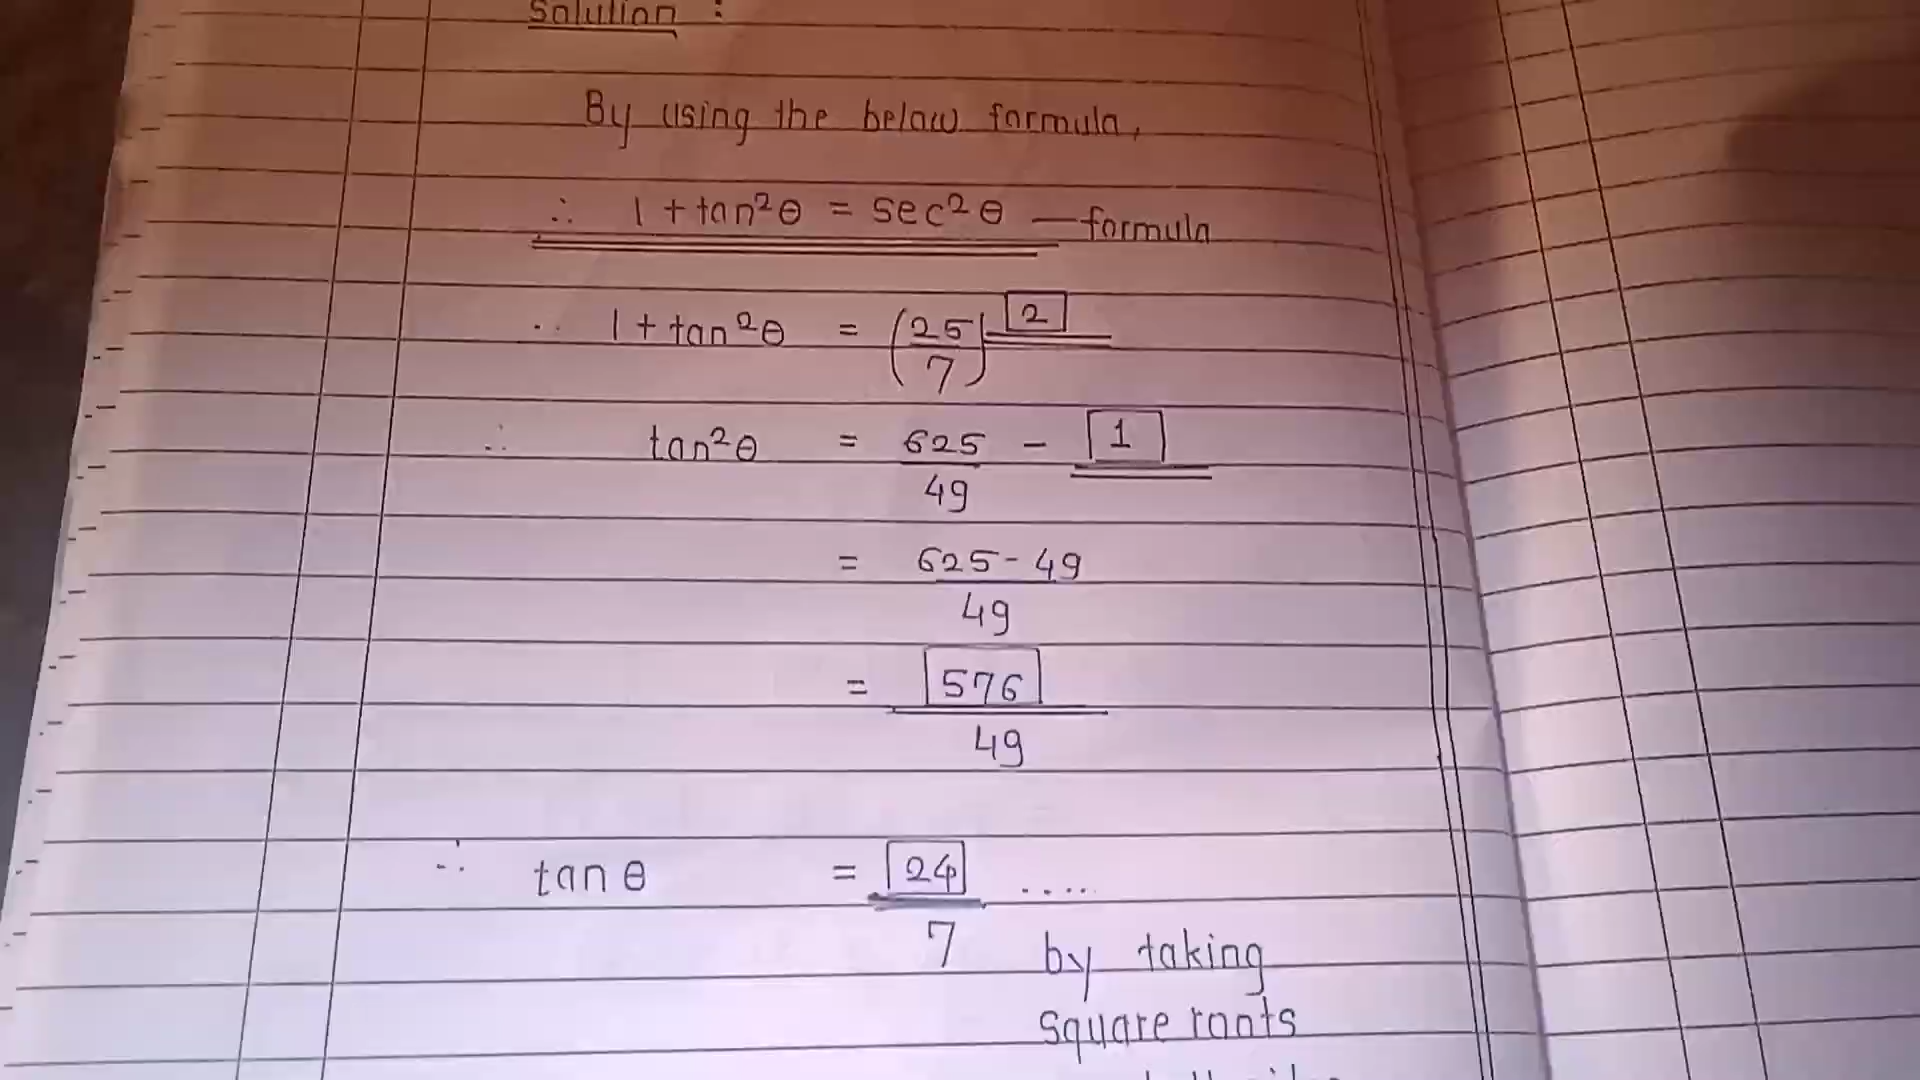 Solution :
By using the below formula,
∴ 1 + tan²θ = sec²θ — formula
∴ 1 + tan²θ = (25/7)^2
∴ tan²θ = 625/49 - 1
= 625 - 49/49
= 576/49
∴ tan θ = 24/7 .....
by taking
square roots